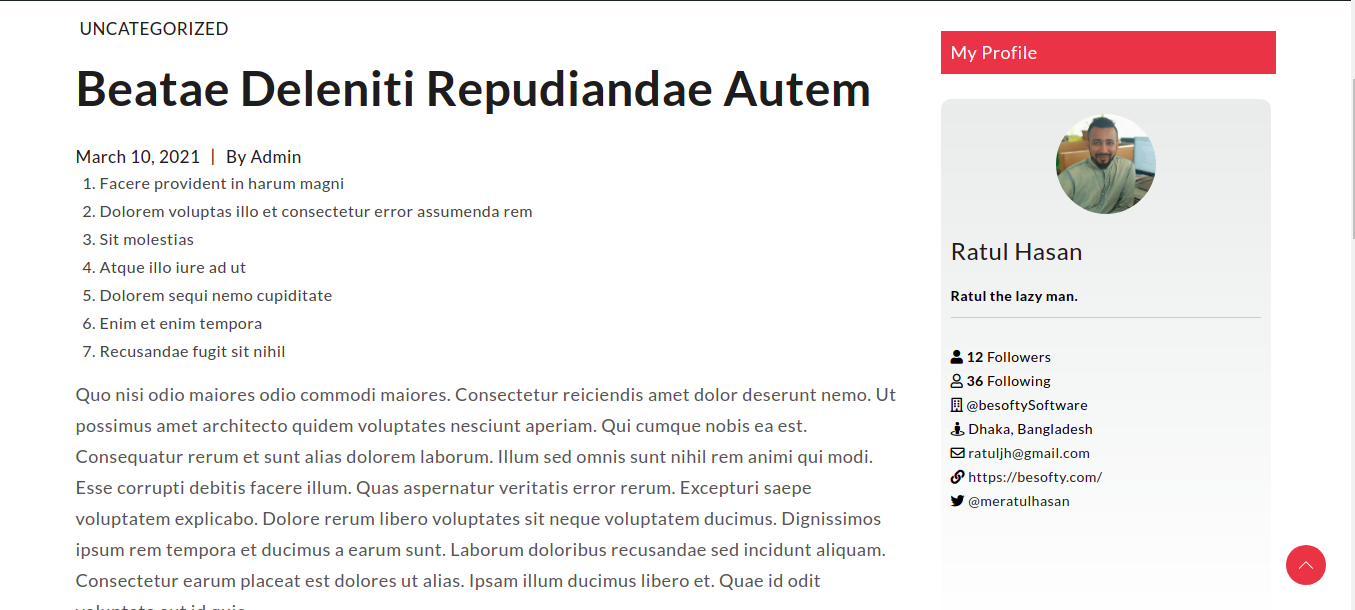 UNCATEGORIZED
Beatae Deleniti Repudiandae Autem
March 10, 2021 | By Admin
1. Facere provident in harum magni
2. Dolorem voluptas illo et consectetur error assumenda rem
3. Sit molestias
4. Atque illo iure ad ut
5. Dolorem sequi nemo cupiditate
6. Enim et enim tempora
7. Recusandae fugit sit nihil
Quo nisi odio maiores odio commodi maiores. Consectetur reiciendis amet dolor deserunt nemo. Ut
possimus amet architecto quidem voluptates nesciunt aperiam. Qui cumque nobis ea est.
Consequatur rerum et sunt alias dolorem laborum. Illum sed omnis sunt nihil rem animi qui modi.
Esse corrupti debitis facere illum. Quas aspernatur veritatis error rerum. Excepturi saepe
voluptatem explicabo. Dolore rerum libero voluptates sit neque voluptatem ducimus. Dignissimos
ipsum rem tempora et ducimus a earum sunt. Laborum doloribus recusandae sed incidunt aliquam.
Consectetur earum placeat est dolores ut alias. Ipsam illum ducimus libero et. Quae id odit
My Profile
Ratul Hasan
Ratul the lazy man.
12 Followers
36 Following
@besoftySoftware
Dhaka, Bangladesh
ratuljh@gmail.com
https://besofty.com/
@meratulhasan